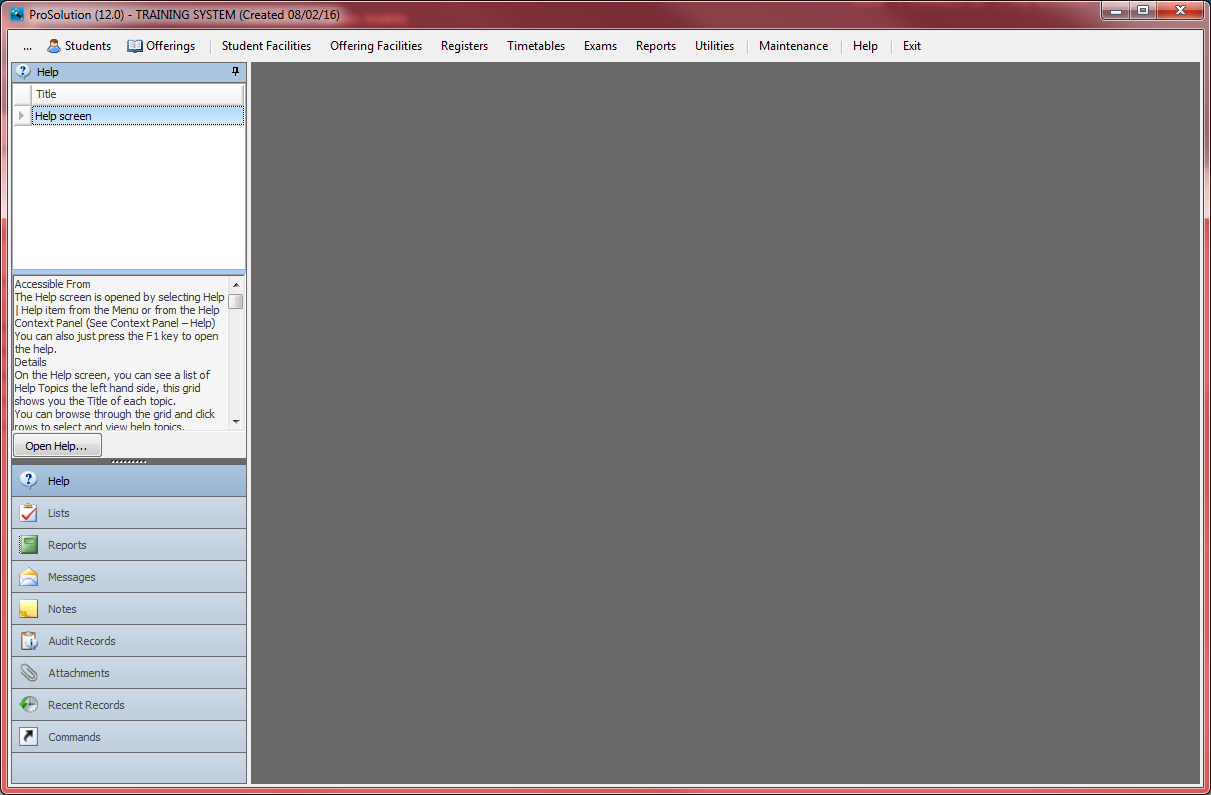 ProSolution (12.0) - TRAINING SYSTEM (Created 08/02/16)
... Students Offerings Student Facilities Offering Facilities Registers Timetables Exams Reports Utilities Maintenance Help Exit
Help
Title
Help screen
Accessible From
The Help screen is opened by selecting Help
| Help item from the Menu or from the Help
Context Panel (See Context Panel – Help)
You can also just press the F1 key to open
the help.
Details
On the Help screen, you can see a list of
Help Topics the left hand side, this grid
shows you the Title of each topic.
You can browse through the grid and click
rows to select and view help topics.
Open Help...
Help
Lists
Reports
Messages
Notes
Audit Records
Attachments
Recent Records
Commands